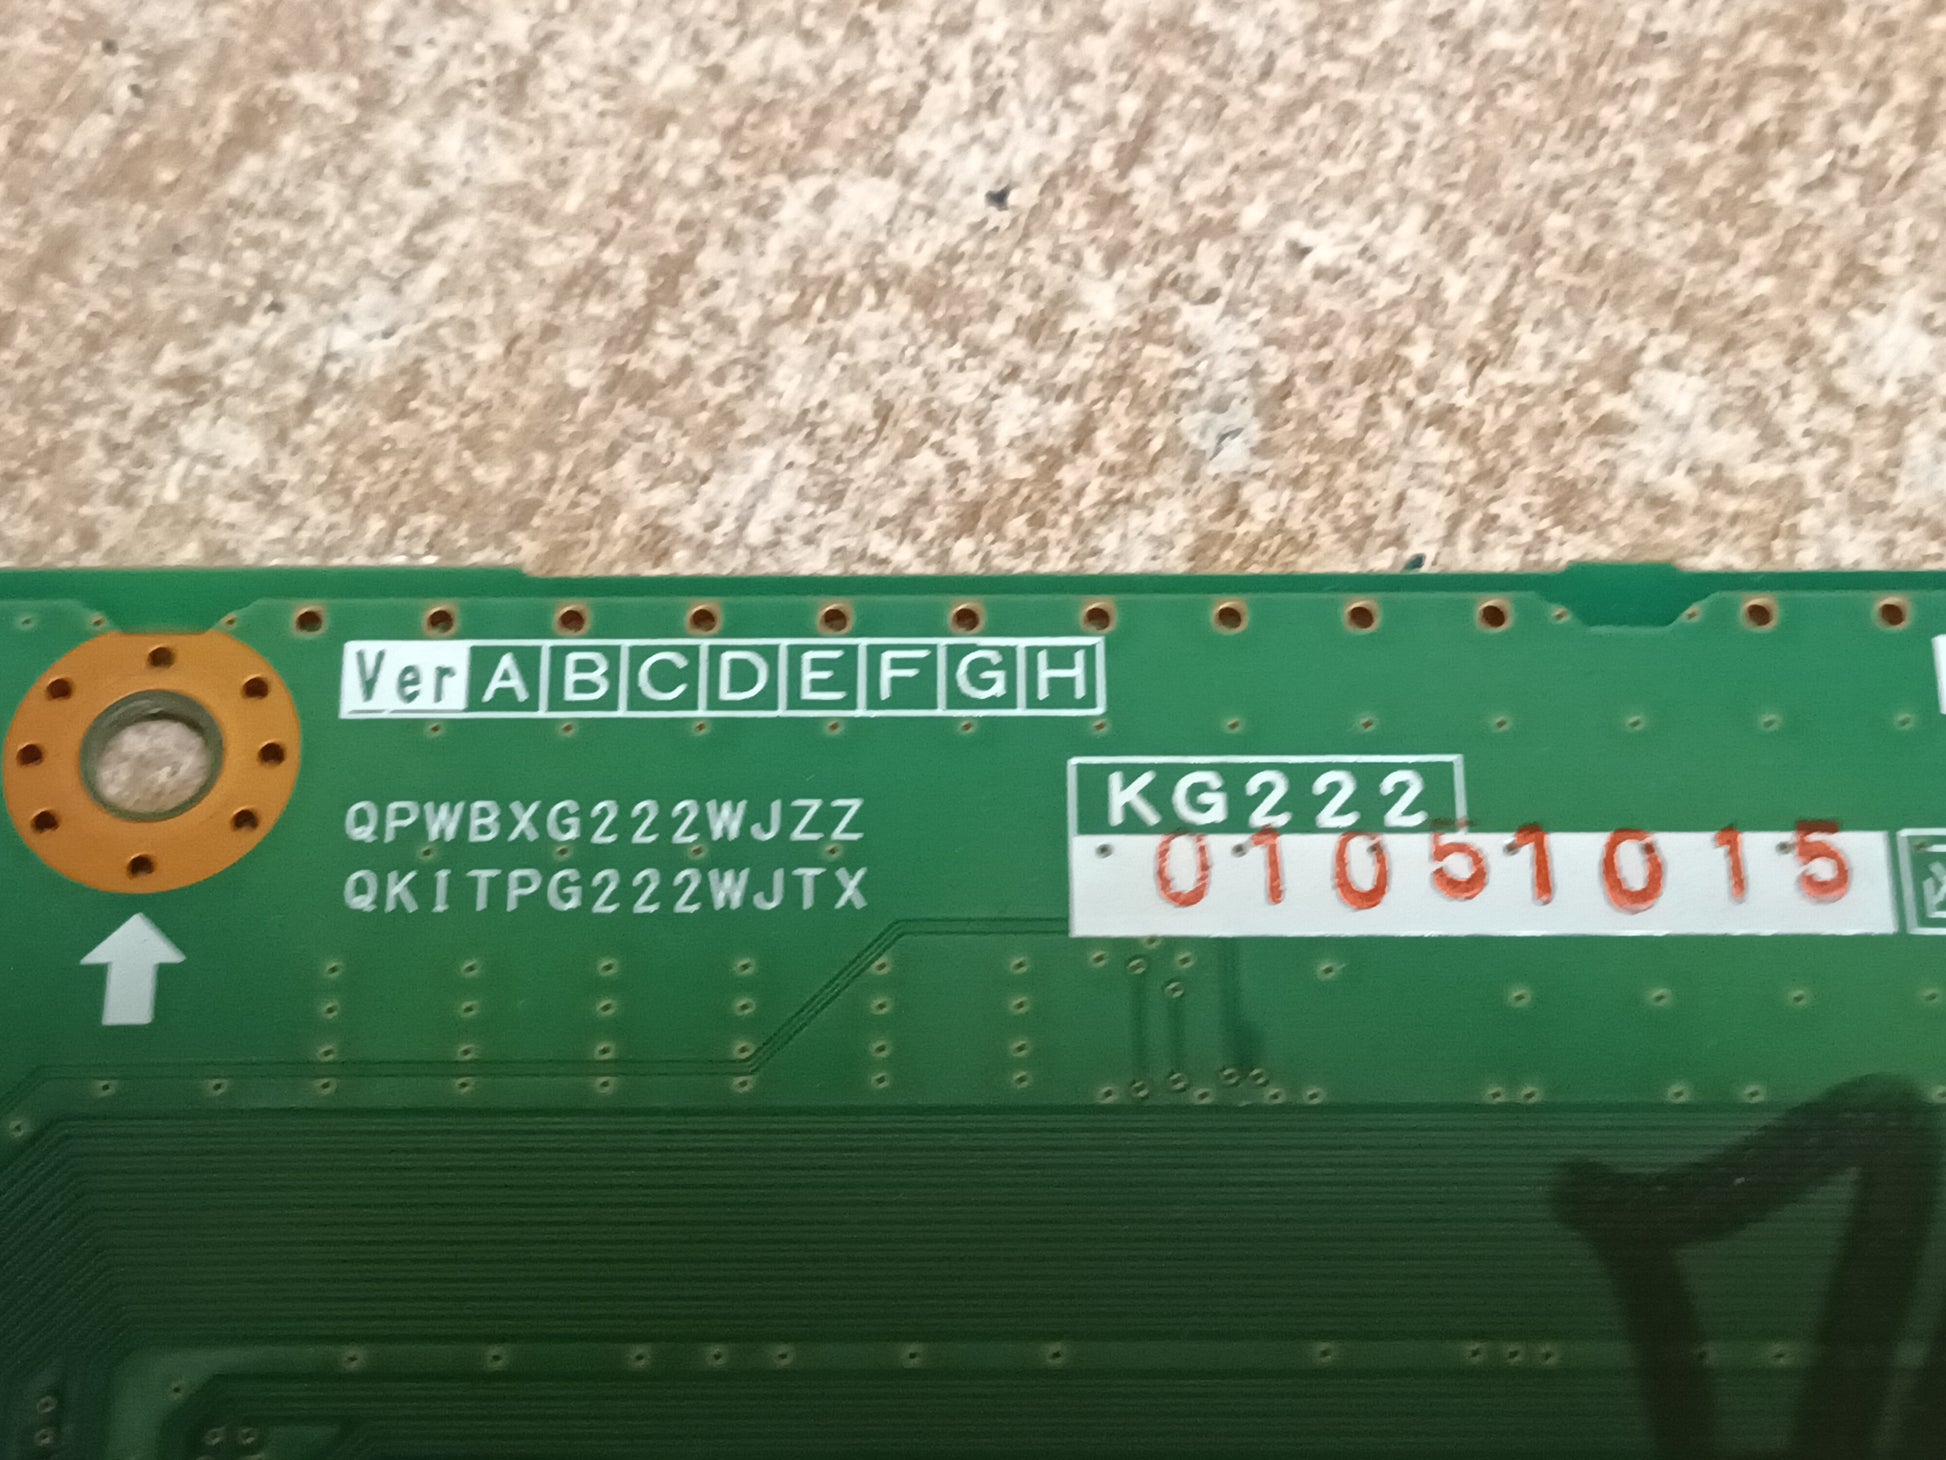 Ver A B C D E F G H
KG222
QPWBXG222WJZZ
01051015
QKITPG222WJTX